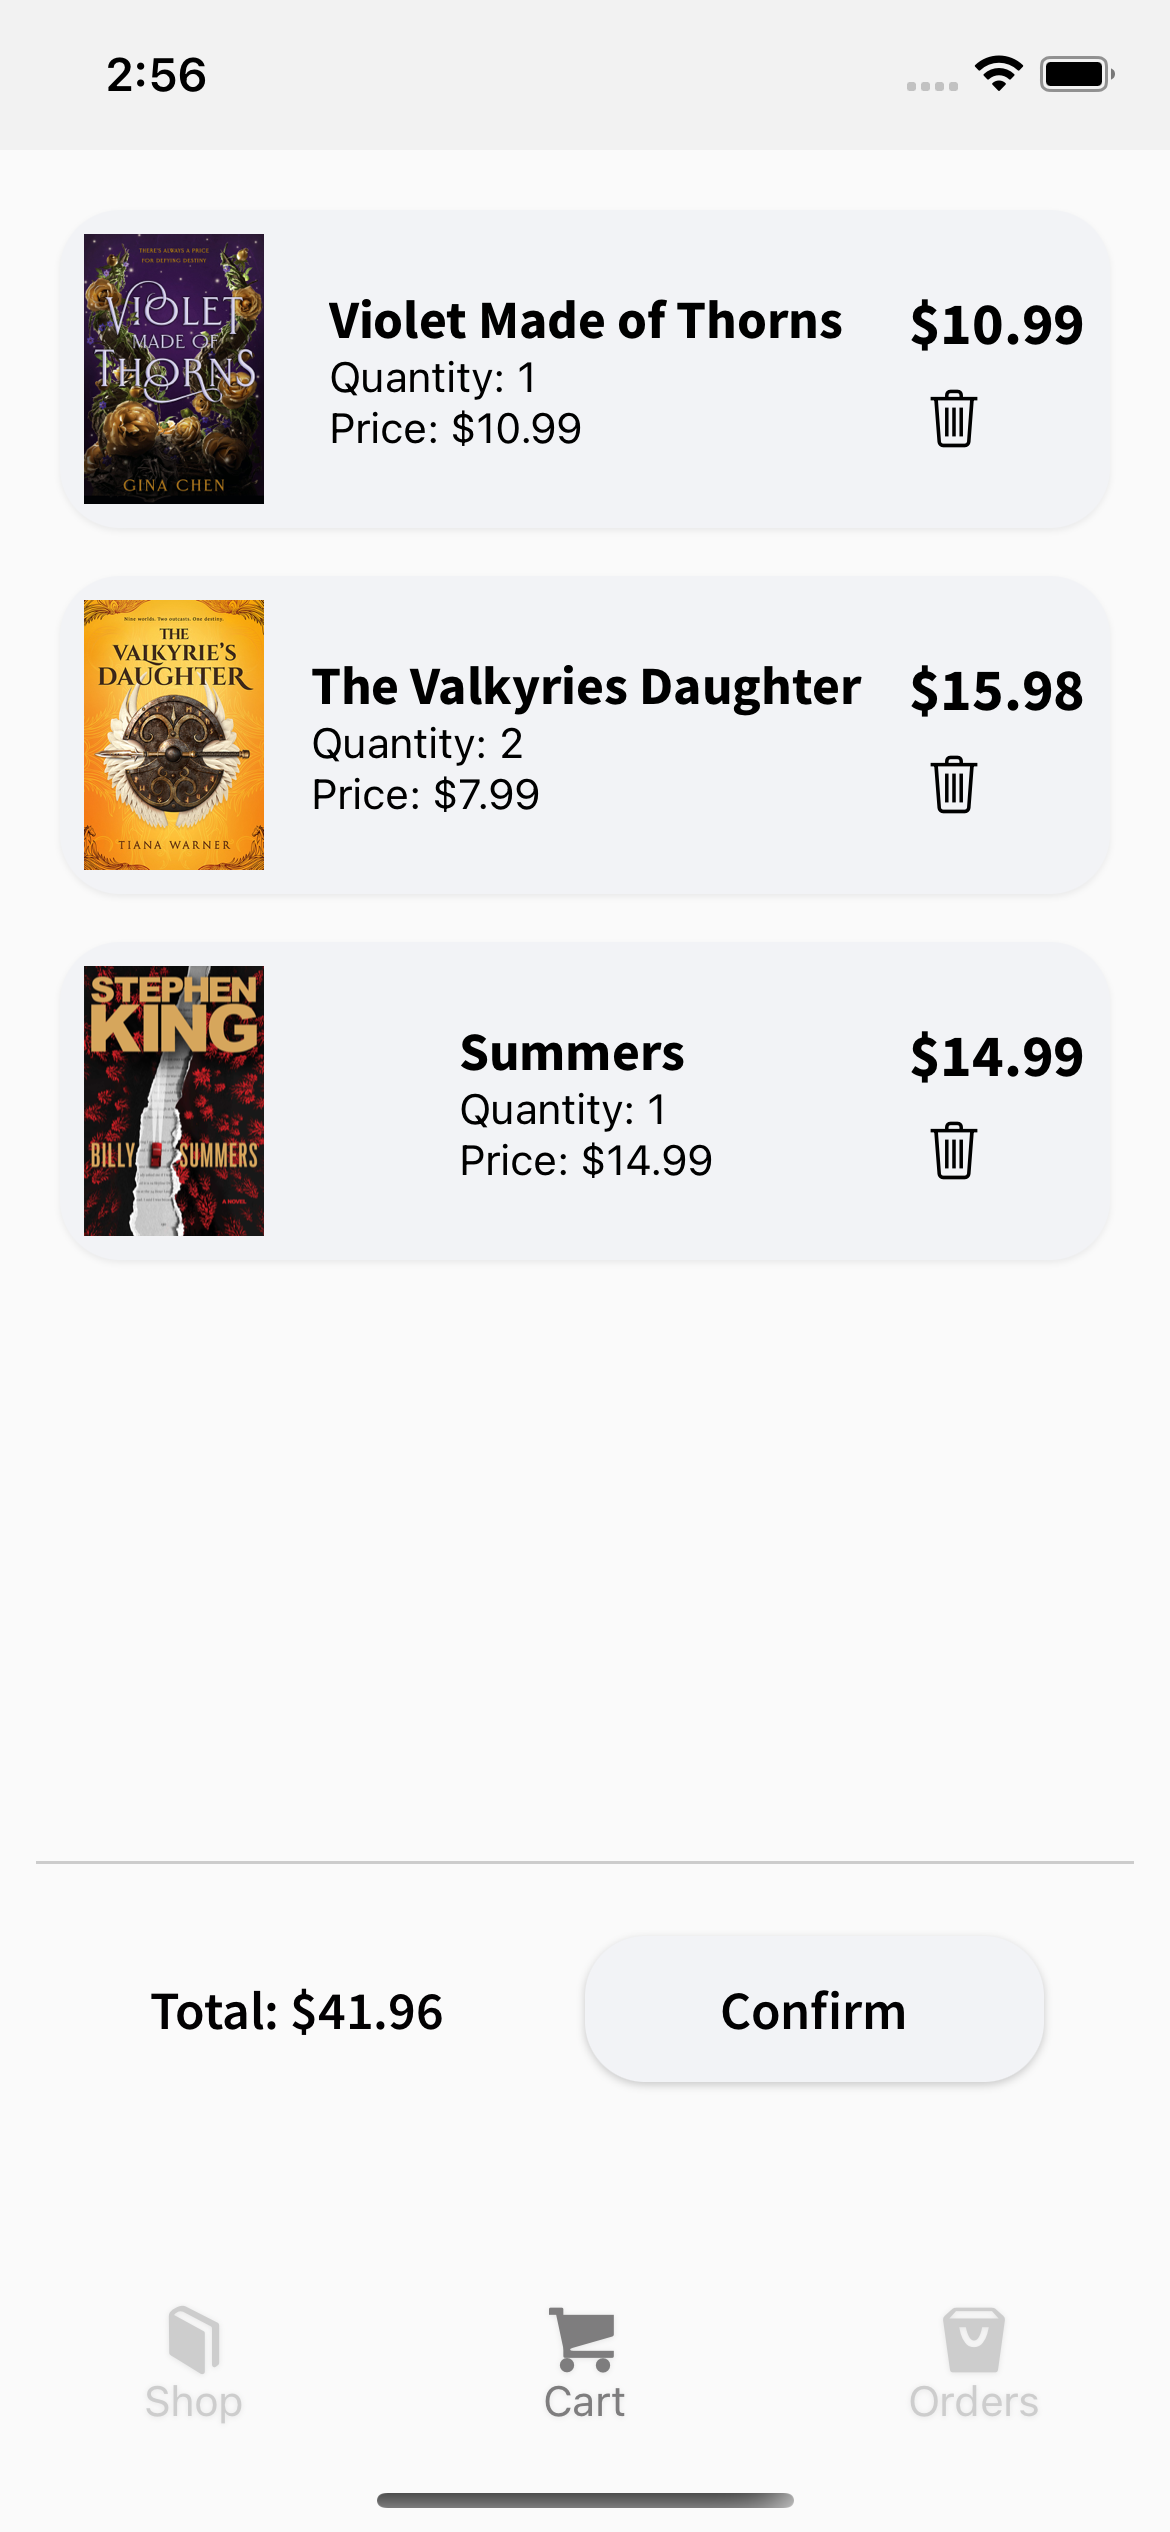 2:56
THERE'S ALWAYS A PRICE
FOR DEFYING DESTINY
VIOLET
MADE OF
THORNS
GINA CHEN
Violet Made of Thorns
Quantity: 1
Price: $10.99
$10.99
Nine worlds. Two outcasts. One destiny.
THE
VALKYRIE'S
DAUGHTER
TIANA WARNER
The Valkyries Daughter
Quantity: 2
Price: $7.99
$15.98
STEPHEN
KING
BILLY SUMMERS
A NOVEL
Summers
Quantity: 1
Price: $14.99
$14.99
Total: $41.96
Confirm
Shop
Cart
Orders